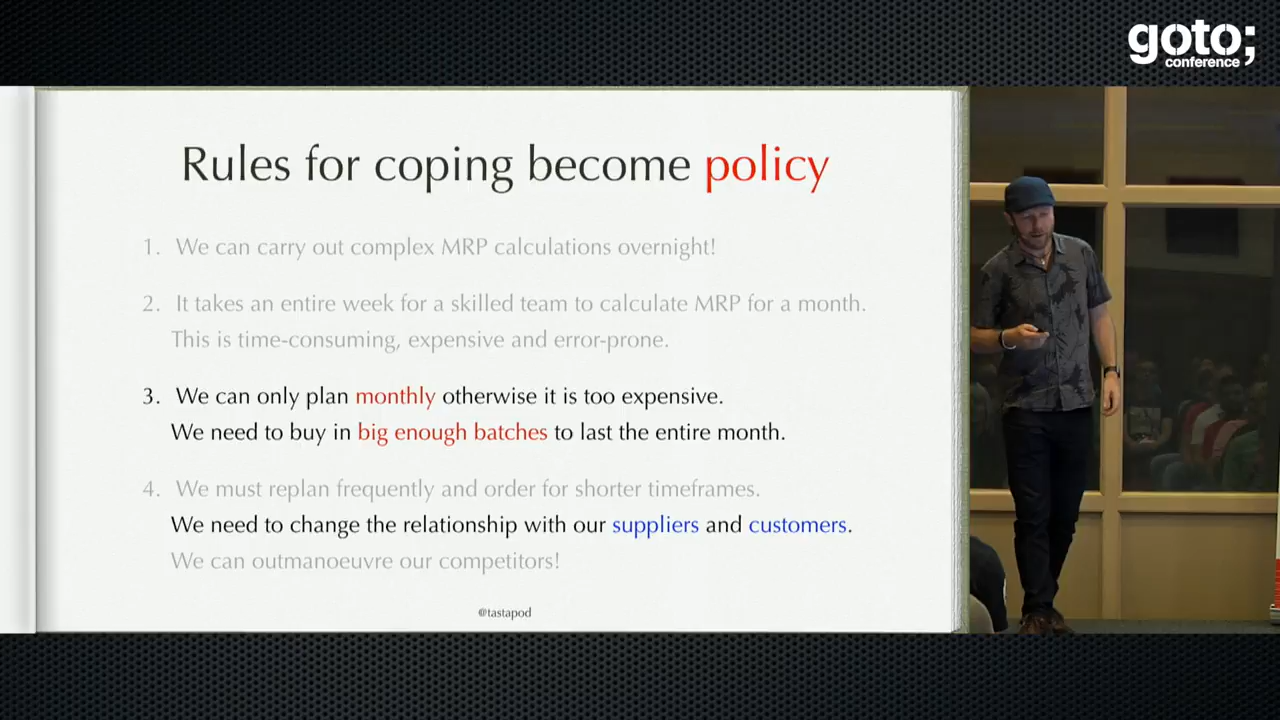 goto;
conference
Rules for coping become policy
1. We can carry out complex MRP calculations overnight!
2. It takes an entire week for a skilled team to calculate MRP for a month.
This is time-consuming, expensive and error-prone.
3. We can only plan monthly otherwise it is too expensive.
We need to buy in big enough batches to last the entire month.
4. We must replan frequently and order for shorter timeframes.
We need to change the relationship with our suppliers and customers.
We can outmanoeuvre our competitors!
@tastapod